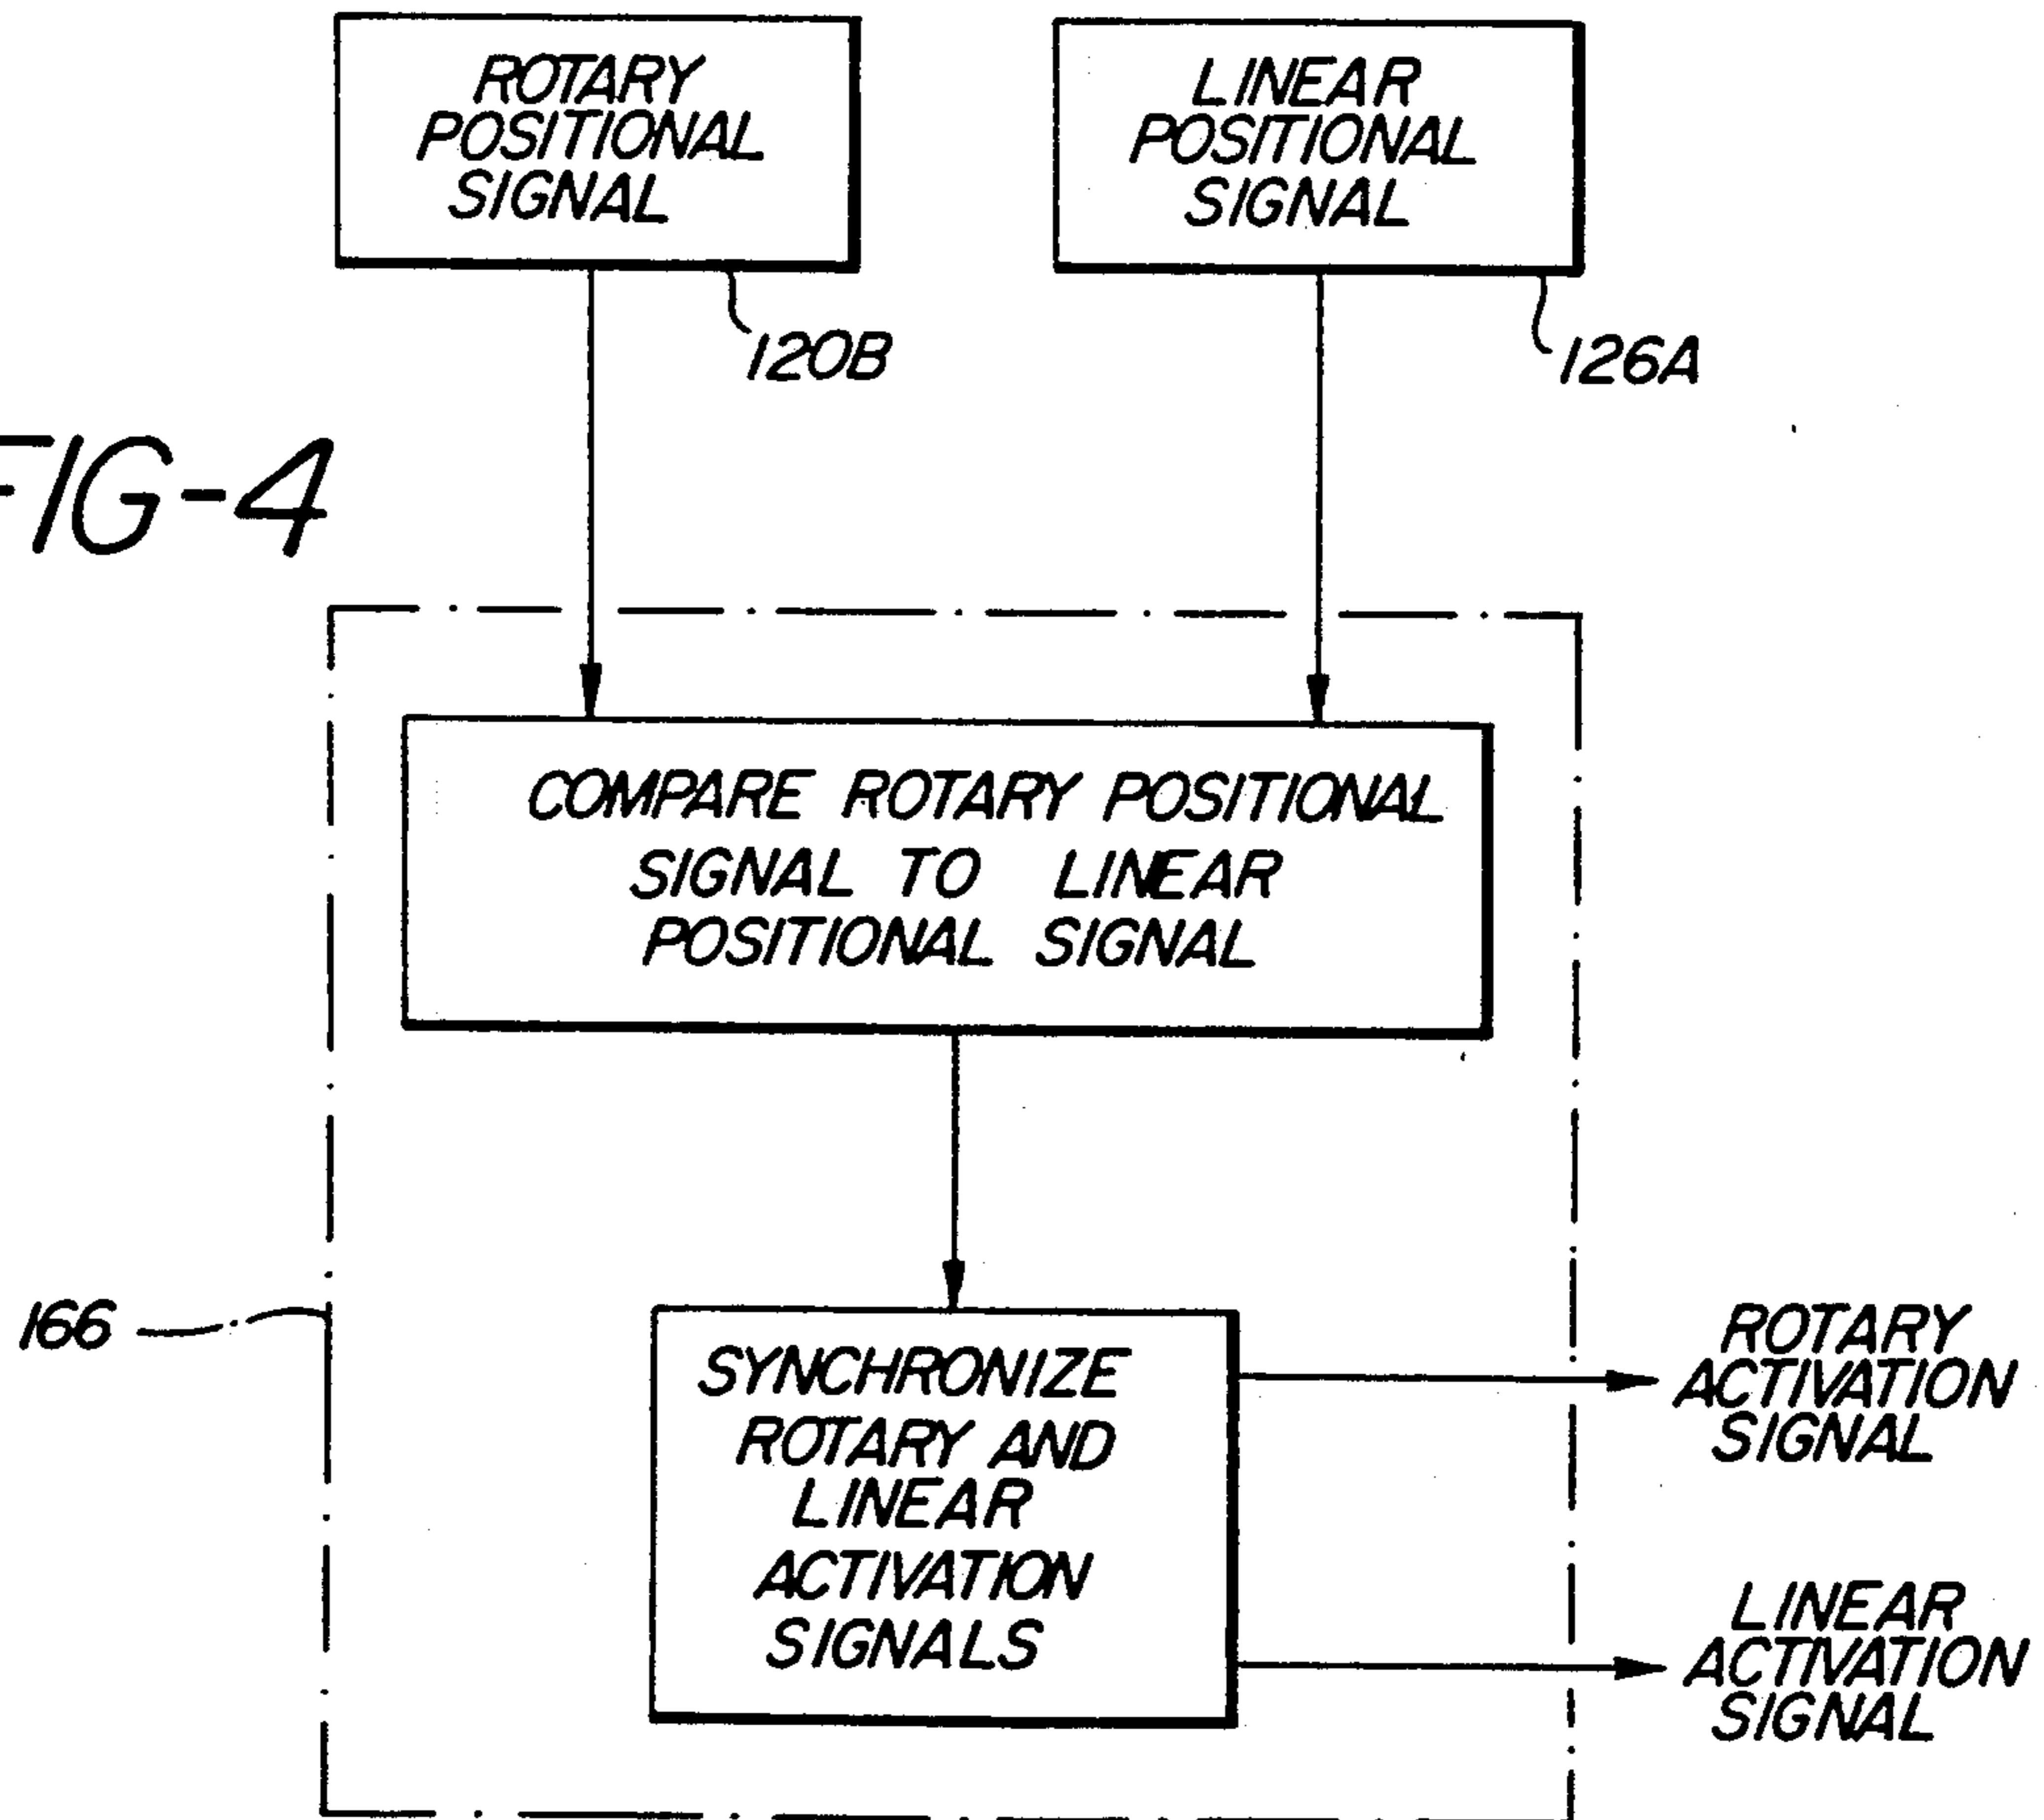 ROTARY
POSITIONAL
SIGNAL
LINEAR
POSITIONAL
SIGNAL
120B
126A
FIG-4
COMPARE ROTARY POSITIONAL
SIGNAL TO LINEAR
POSITIONAL SIGNAL
166
SYNCHRONIZE
ROTARY AND
LINEAR
ACTIVATION
SIGNALS
ROTARY
ACTIVATION
SIGNAL
LINEAR
ACTIVATION
SIGNAL